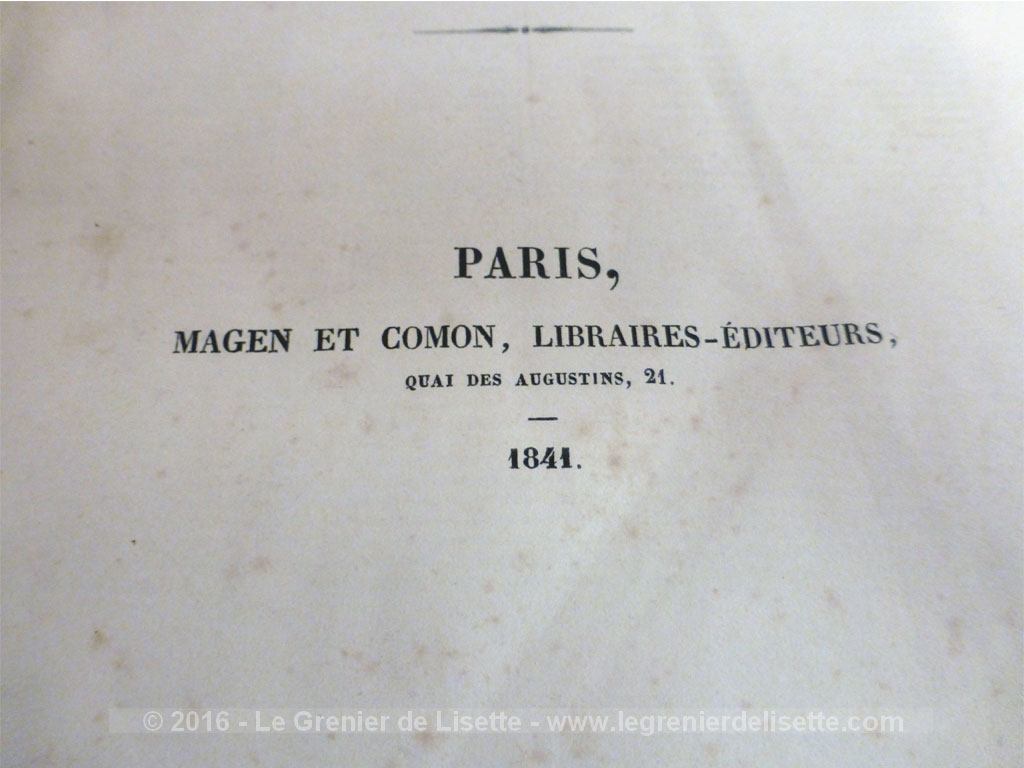 PARIS,
MAGEN ET COMON, LIBRAIRES-ÉDITEURS,
QUAI DES AUGUSTINS, 21.
1841.
© 2016 - Le Grenier de Lisette - www.legrenierdelisette.com